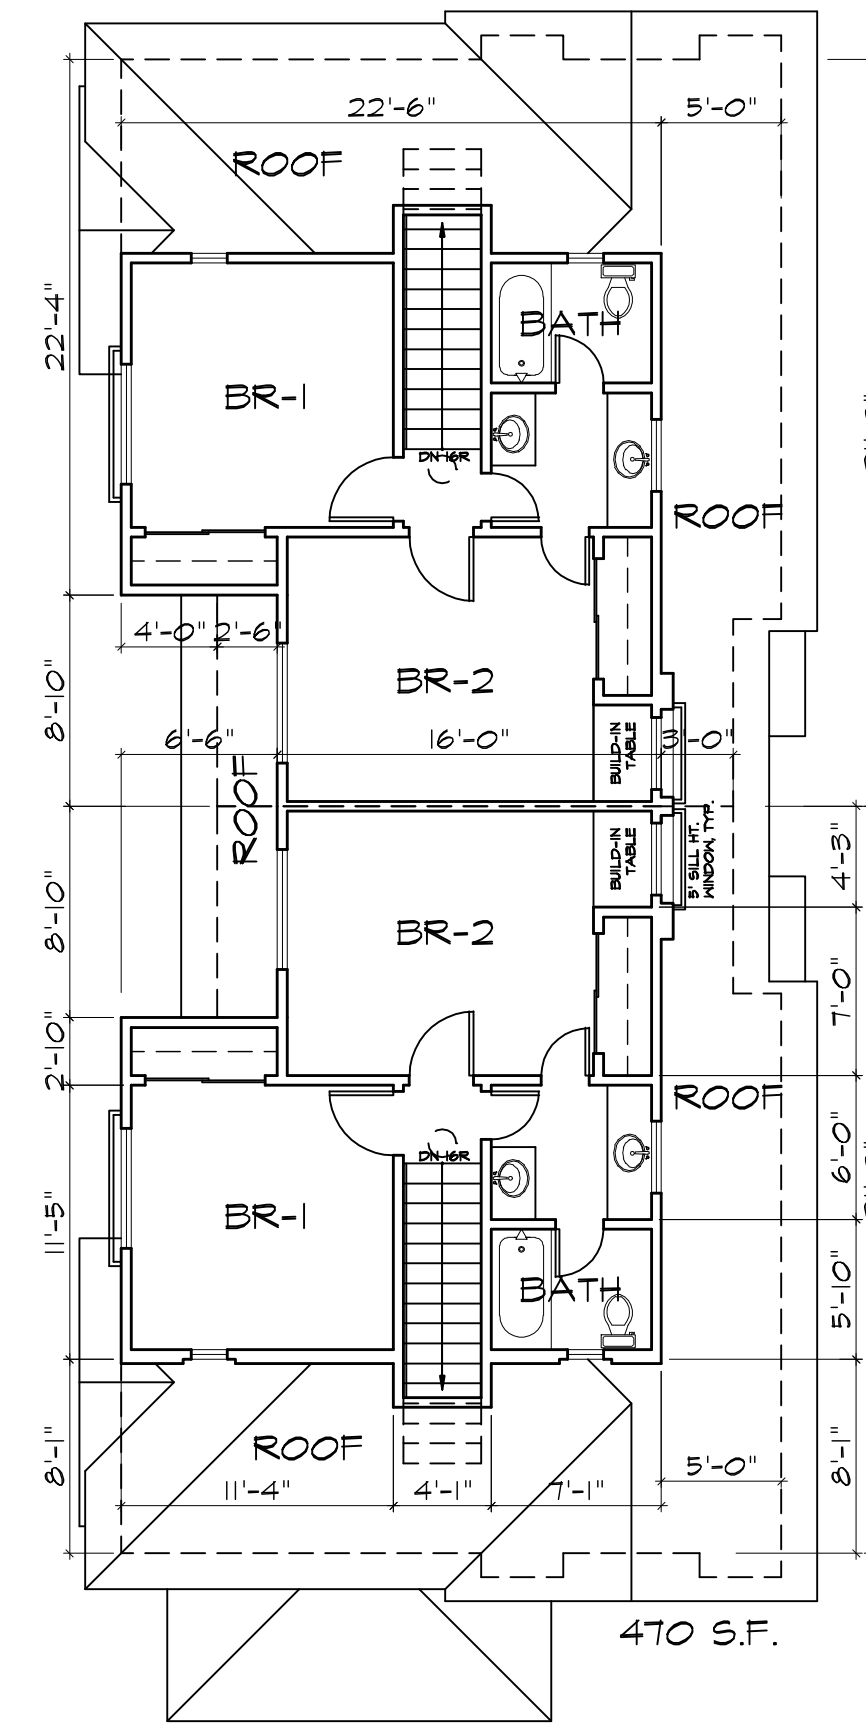 22'-6"
5'-0"
ROOF
22'-4"
BATH
BR-1
DN-16R
ROOF
4'-0"
2'-6"
8'-10"
BR-2
6'-6"
16'-0"
3'-0"
BUILD-IN
TABLE
ROOF
BUILD-IN
TABLE
5' SILL HT.
WINDOW, TYP.
4'-3"
8'-10"
BR-2
7'-0"
2'-10"
ROOF
DN-16R
6'-0"
BR-1
11'-5"
BATH
5'-10"
ROOF
8'-1"
5'-0"
8'-1"
11'-4"
4'-1"
7'-1"
470 S.F.